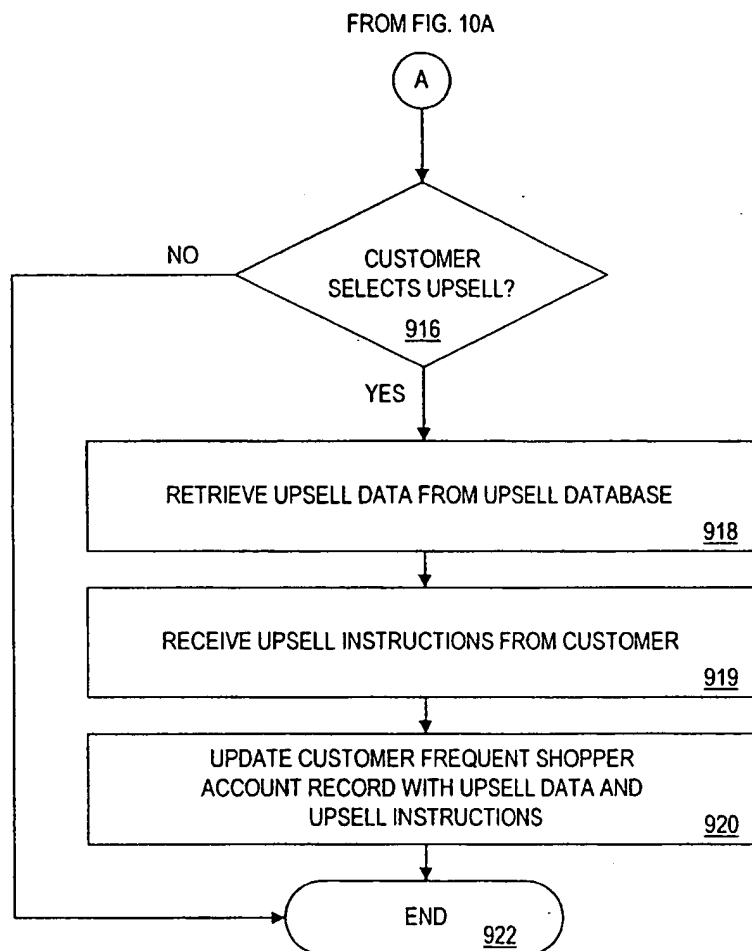 FROM FIG. 10A
A
NO
CUSTOMER
SELECTS UPSELL?
916
YES
RETRIEVE UPSELL DATA FROM UPSELL DATABASE
918
RECEIVE UPSELL INSTRUCTIONS FROM CUSTOMER
919
UPDATE CUSTOMER FREQUENT SHOPPER
ACCOUNT RECORD WITH UPSELL DATA AND
UPSELL INSTRUCTIONS
920
END
922